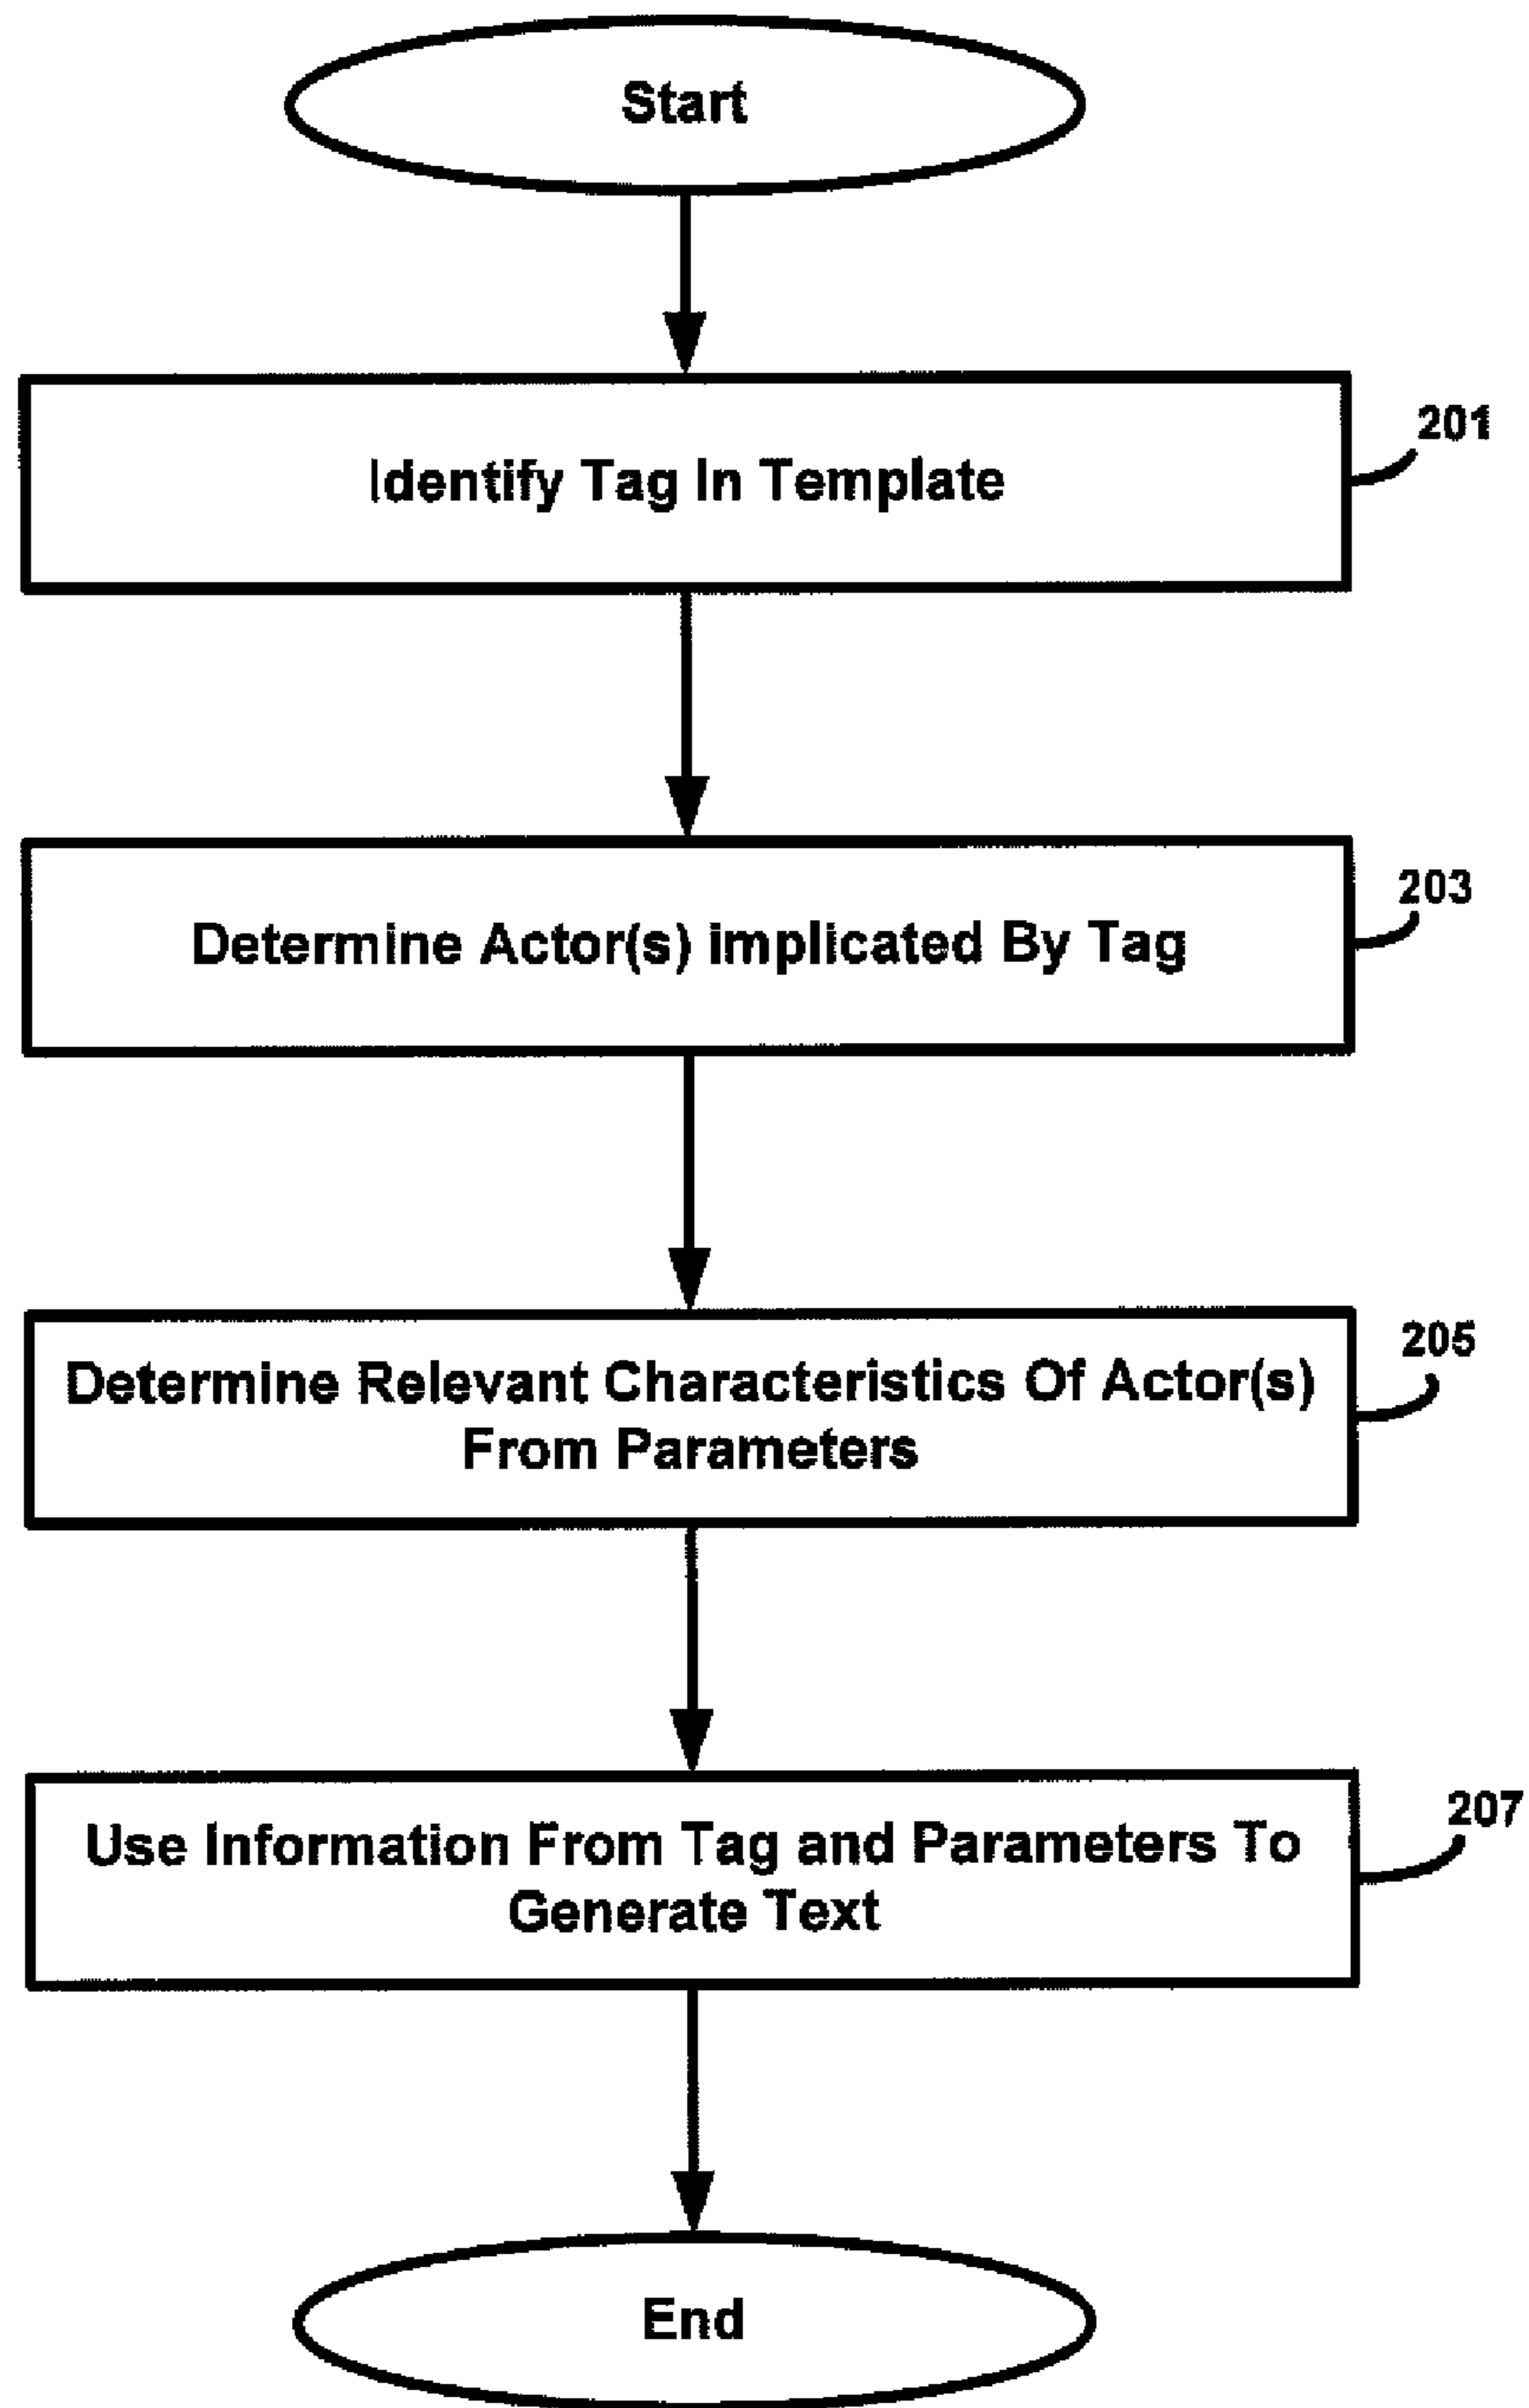 Start
Identify Tag In Template
201
Determine Actor(s) implicated By Tag
203
Determine Relevant Characteristics Of Actor(s)
From Parameters
205
Use Information From Tag and Parameters To
Generate Text
207
End